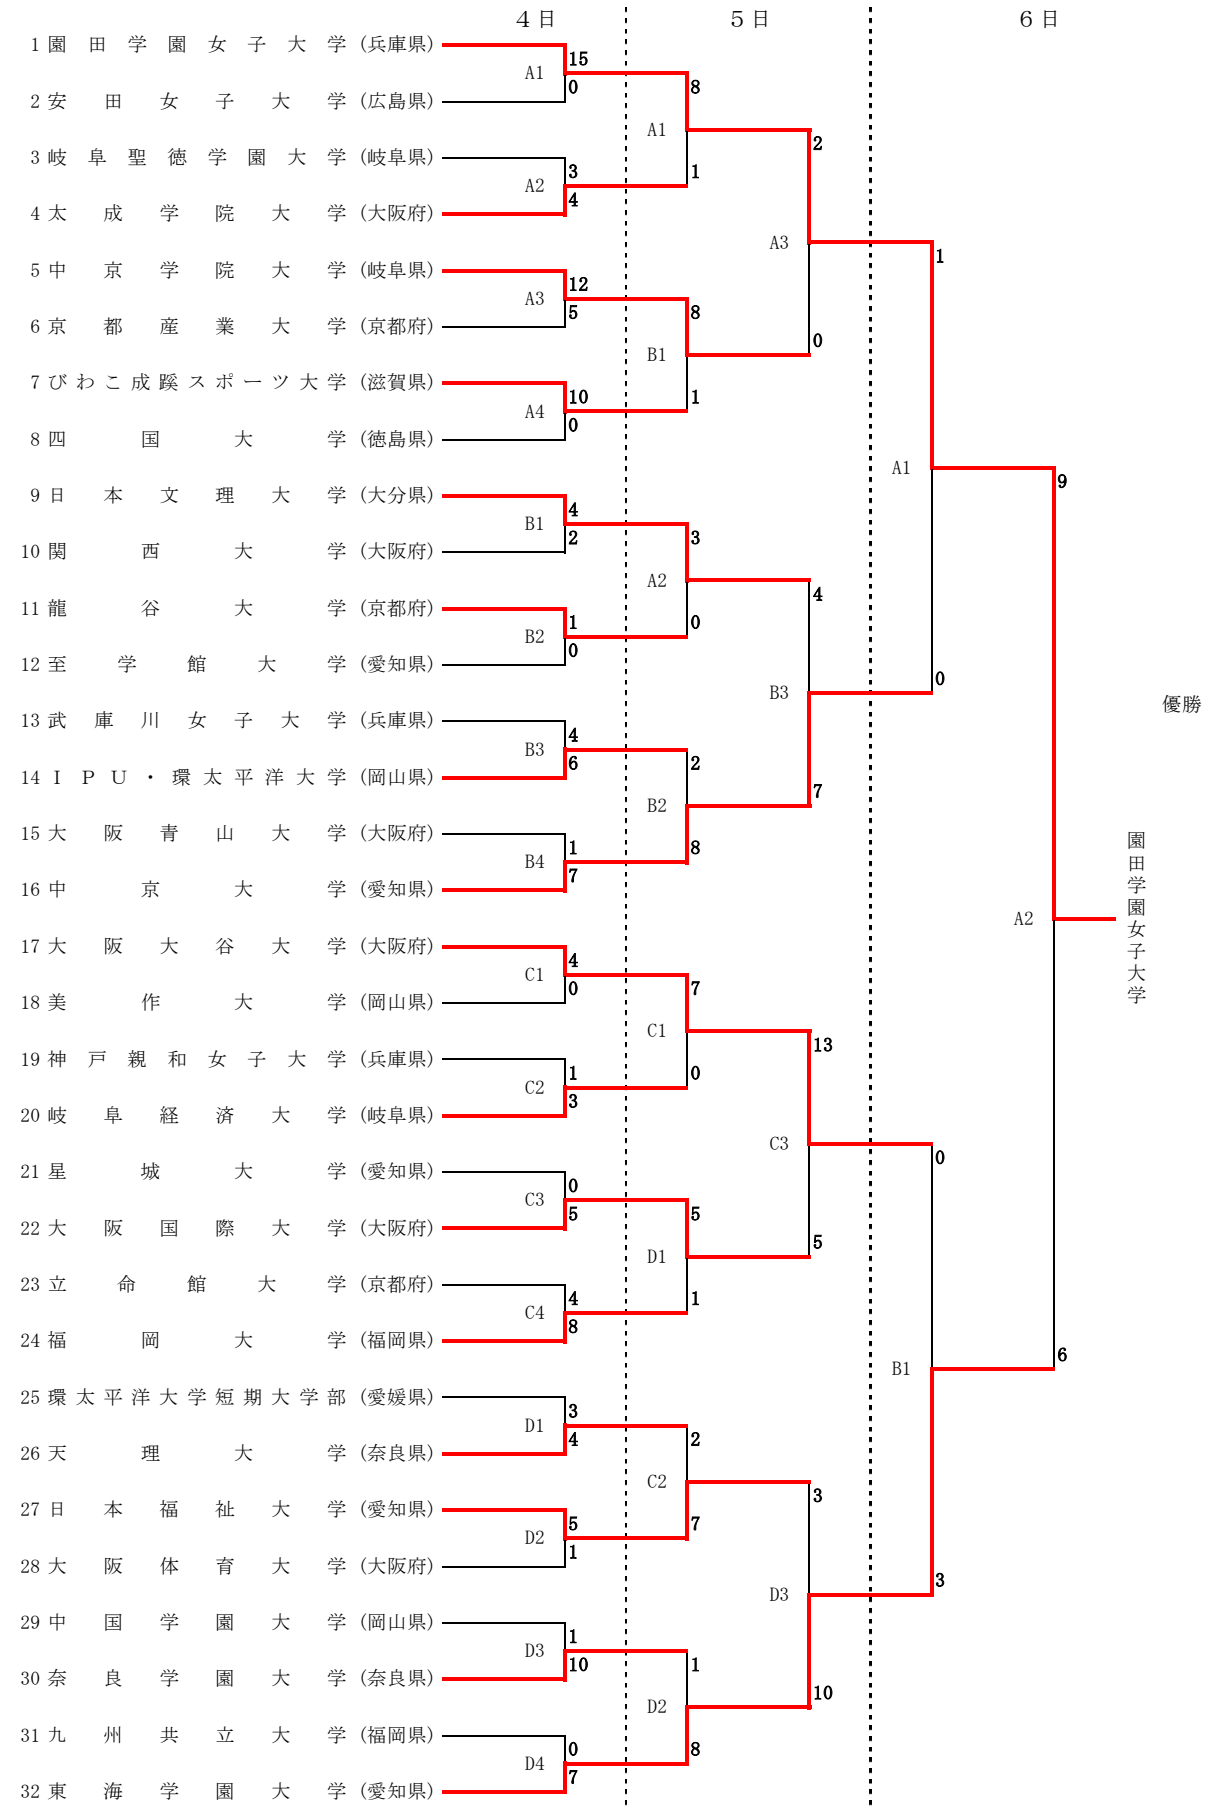 ４日 ５日 ６日
1 園田学園女子大学 (兵庫県)
15
A1
0
8
2 安田女子大学 (広島県)
A1
2
3 岐阜聖徳学園大学 (岐阜県)
3
1
A2
4
4 太成学院大学 (大阪府)
A3
1
5 中京学院大学 (岐阜県)
12
A3
5
8
6 京都産業大学 (京都府)
0
B1
7 びわこ成蹊スポーツ大学 (滋賀県)
10
1
A4
0
8 四国大学 (徳島県)
A1
9
9 日本文理大学 (大分県)
4
B1
2
3
10 関西大学 (大阪府)
A2
4
11 龍谷大学 (京都府)
1
0
B2
0
12 至学館大学 (愛知県)
0
B3
優勝
13 武庫川女子大学 (兵庫県)
4
B3
6
2
14 ＩＰＵ・環太平洋大学 (岡山県)
7
B2
15 大阪青山大学 (大阪府)
1
8
B4
7
16 中京大学 (愛知県)
A2
園田学園女子大学
17 大阪大谷大学 (大阪府)
4
C1
0
7
18 美作大学 (岡山県)
C1
13
19 神戸親和女子大学 (兵庫県)
1
0
C2
3
20 岐阜経済大学 (岐阜県)
C3
0
21 星城大学 (愛知県)
0
C3
5
5
22 大阪国際大学 (大阪府)
5
D1
23 立命館大学 (京都府)
4
1
C4
8
24 福岡大学 (福岡県)
6
B1
25 環太平洋大学短期大学部 (愛媛県)
3
D1
4
2
26 天理大学 (奈良県)
C2
3
27 日本福祉大学 (愛知県)
5
7
D2
1
28 大阪体育大学 (大阪府)
3
D3
29 中国学園大学 (岡山県)
1
D3
10
1
30 奈良学園大学 (奈良県)
10
D2
31 九州共立大学 (福岡県)
0
8
D4
7
32 東海学園大学 (愛知県)